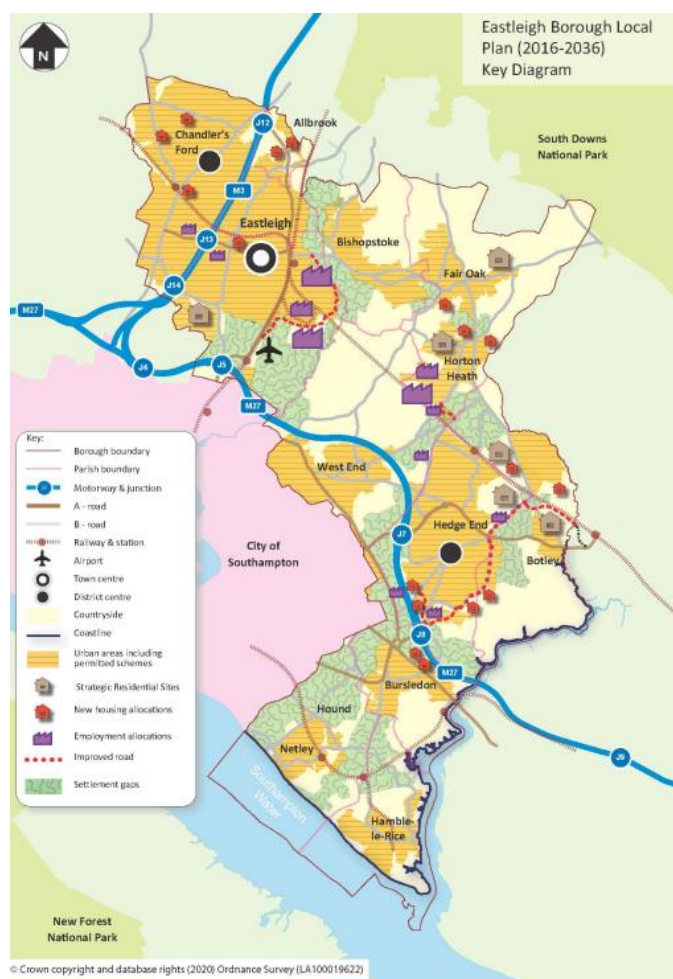 Eastleigh Borough Local
Plan (2016-2036)
Key Diagram
N
J12
Allbrook
Chandler's
Ford
South Downs
National Park
M3
Eastleigh
J13
Bishopstoke
Fair Oak
J14
M27
J4
J5
M27
Horton
Heath
Key:
Borough boundary
Parish boundary
J8
Motorway & junction
A - road
B - road
Railway & station
Airport
Town centre
District centre
Countryside
Coastline
Urban areas including
permitted schemes
Strategic Residential Sites
New housing allocations
Employment allocations
Improved road
Settlement gaps
West End
J7
Hedge End
City of
Southampton
Botley
J8
M27
Bursledon
Hound
Netley
J9
Southampton
Water
Hamble-
le-Rice
New Forest
National Park
© Crown copyright and database rights (2020) Ordnance Survey (LA100019622)